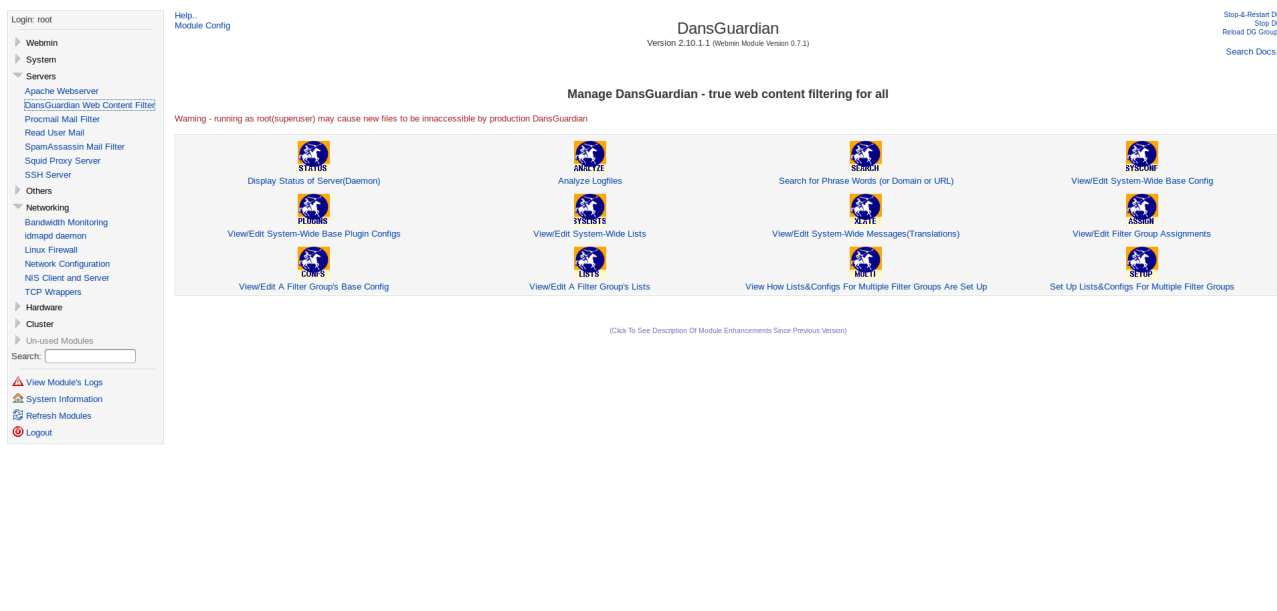 Login: root
Webmin
System
Servers
Apache Webserver
DansGuardian Web Content Filter
Procmail Mail Filter
Read User Mail
SpamAssassin Mail Filter
Squid Proxy Server
SSH Server
Others
Networking
Bandwidth Monitoring
idmapd daemon
Linux Firewall
Network Configuration
NIS Client and Server
TCP Wrappers
Hardware
Cluster
Un-used Modules
Search:
View Module's Logs
System Information
Refresh Modules
Logout
Help..
Module Config
DansGuardian
Version 2.10.1.1 (Webmin Module Version 0.7.1)
Stop-&-Restart
Stop
Reload DG Group
Search Docs.
Manage DansGuardian - true web content filtering for all
Warning - running as root(superuser) may cause new files to be innaccessible by production DansGuardian
STATUS ANALYZE SEARCH SYSCONF
Display Status of Server(Daemon) Analyze Logfiles Search for Phrase Words (or Domain or URL) View/Edit System-Wide Base Config
PLUGINS SYSLISTS XLATE ASSIGN
View/Edit System-Wide Base Plugin Configs View/Edit System-Wide Lists View/Edit System-Wide Messages(Translations) View/Edit Filter Group Assignments
CONFS LISTS MULTI SETUP
View/Edit A Filter Group's Base Config View/Edit A Filter Group's Lists View How Lists&Configs For Multiple Filter Groups Are Set Up Set Up Lists&Configs For Multiple Filter Groups
(Click To See Description Of Module Enhancements Since Previous Version)